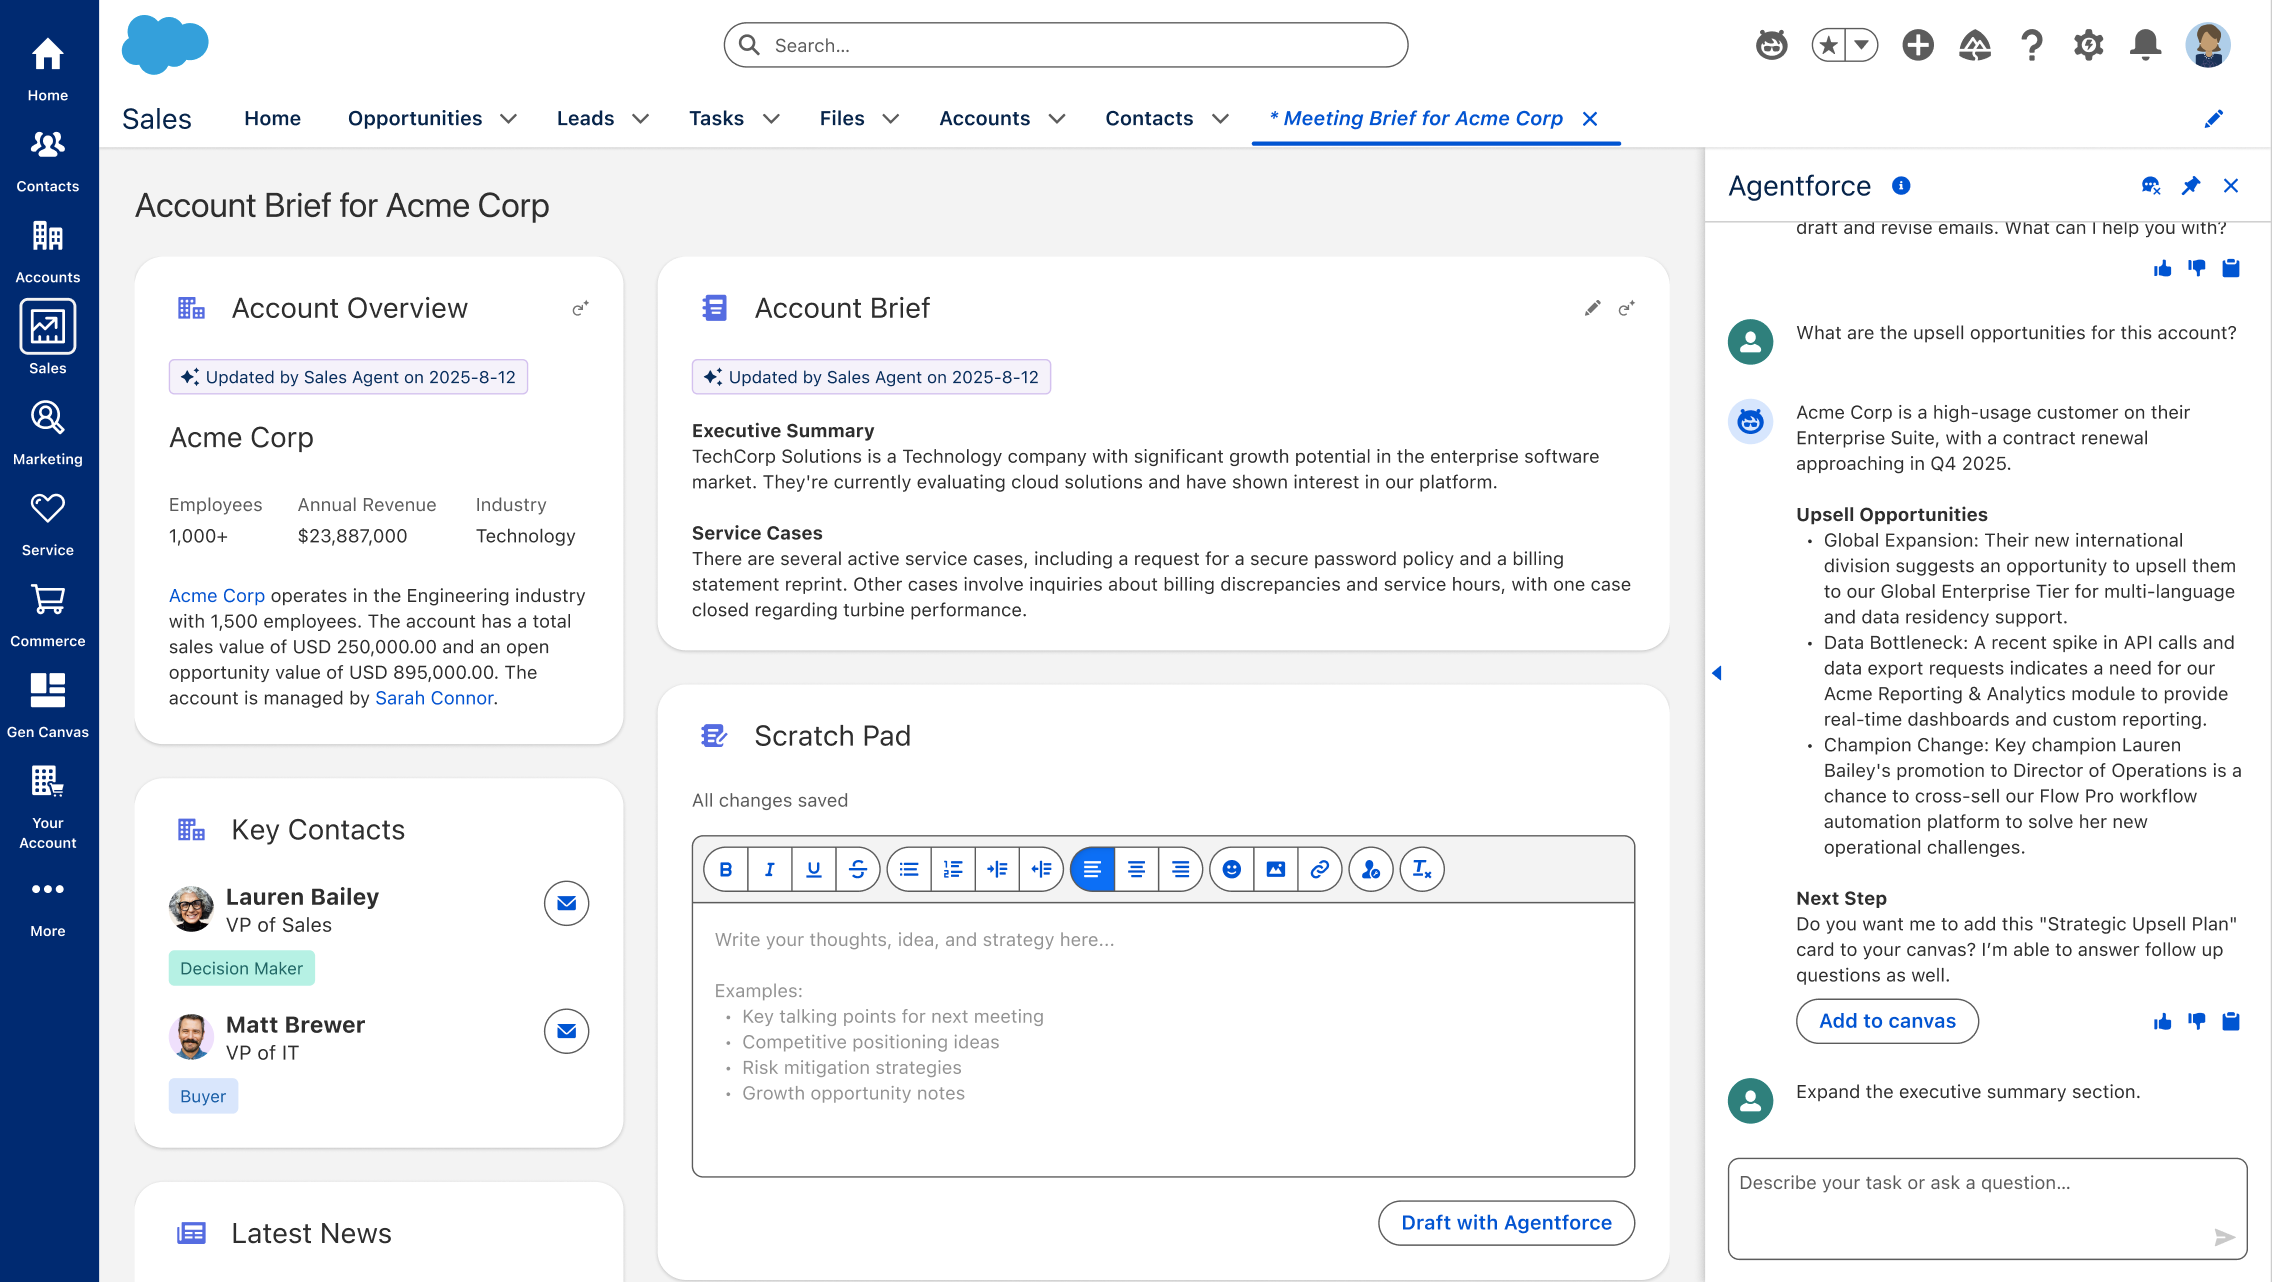 Home
Contacts
Accounts
Sales
Marketing
Service
Commerce
Gen Canvas
Your
Account
More
Search...
Sales
Home
Opportunities
Leads
Tasks
Files
Accounts
Contacts
* Meeting Brief for Acme Corp
Account Brief for Acme Corp
Account Overview
Updated by Sales Agent on 2025-8-12
Acme Corp
Employees
Annual Revenue
Industry
1,000+
$23,887,000
Technology
Acme Corp operates in the Engineering industry
with 1,500 employees. The account has a total
sales value of USD 250,000.00 and an open
opportunity value of USD 895,000.00. The
account is managed by Sarah Connor.
Key Contacts
Lauren Bailey
VP of Sales
Decision Maker
Matt Brewer
VP of IT
Buyer
Latest News
Account Brief
Updated by Sales Agent on 2025-8-12
Executive Summary
TechCorp Solutions is a Technology company with significant growth potential in the enterprise software
market. They're currently evaluating cloud solutions and have shown interest in our platform.
Service Cases
There are several active service cases, including a request for a secure password policy and a billing
statement reprint. Other cases involve inquiries about billing discrepancies and service hours, with one case
closed regarding turbine performance.
Scratch Pad
All changes saved
B I U S
Write your thoughts, idea, and strategy here...
Examples:
• Key talking points for next meeting
• Competitive positioning ideas
• Risk mitigation strategies
• Growth opportunity notes
Draft with Agentforce
Agentforce
draft and revise emails. What can I help you with?
What are the upsell opportunities for this account?
Acme Corp is a high-usage customer on their
Enterprise Suite, with a contract renewal
approaching in Q4 2025.
Upsell Opportunities
• Global Expansion: Their new international
division suggests an opportunity to upsell them
to our Global Enterprise Tier for multi-language
and data residency support.
• Data Bottleneck: A recent spike in API calls and
data export requests indicates a need for our
Acme Reporting & Analytics module to provide
real-time dashboards and custom reporting.
• Champion Change: Key champion Lauren
Bailey's promotion to Director of Operations is a
chance to cross-sell our Flow Pro workflow
automation platform to solve her new
operational challenges.
Next Step
Do you want me to add this "Strategic Upsell Plan"
card to your canvas? I’m able to answer follow up
questions as well.
Add to canvas
Expand the executive summary section.
Describe your task or ask a question...